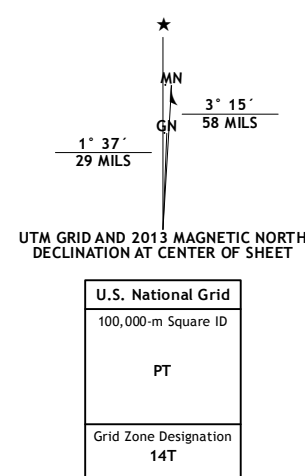 MN
3° 15´
58 MILS
GN
1° 37´
29 MILS
UTM GRID AND 2013 MAGNETIC NORTH
DECLINATION AT CENTER OF SHEET
U.S. National Grid
100,000-m Square ID
PT
Grid Zone Designation
14T